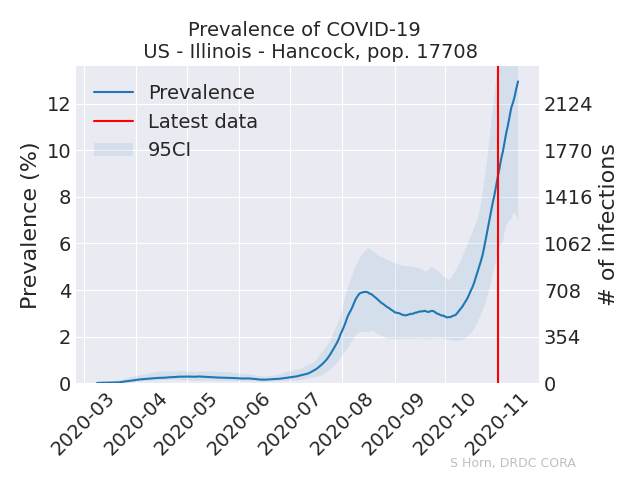 Prevalence of COVID-19
US - Illinois - Hancock, pop. 17708
Prevalence
Latest data
95CI
Prevalence (%)
12
10
8
6
4
2
0
2124
1770
1416
1062
708
354
0
# of infections
2020-03
2020-04
2020-05
2020-06
2020-07
2020-08
2020-09
2020-10
2020-11
S Horn, DRDC CORA